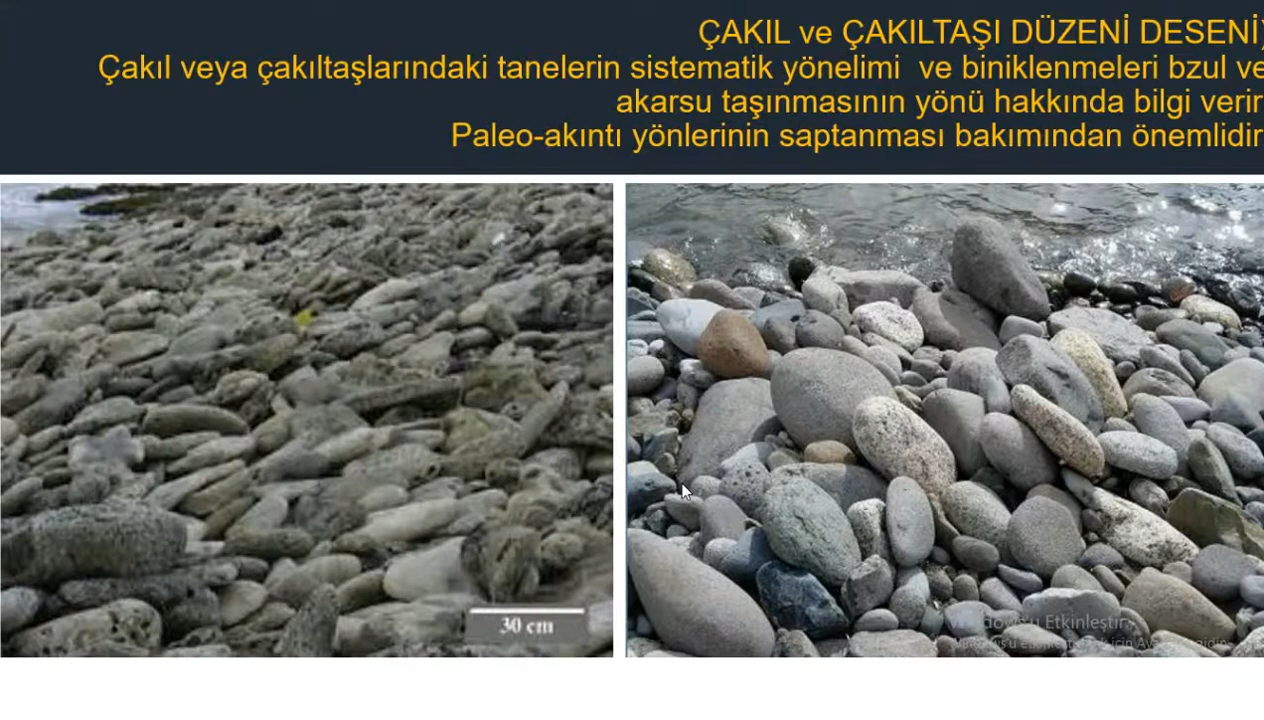 ÇAKIL ve ÇAKILTAŞI DÜZENİ DESENİ)
Çakıl veya çakıltaşlarındaki tanelerin sistematik yönelimi ve biniklenmeleri bzul ve
akarsu taşınmasının yönü hakkında bilgi verir
Paleo-akıntı yönlerinin saptanması bakımından önemlidir
30 cm
Windows'u Etkinleştir